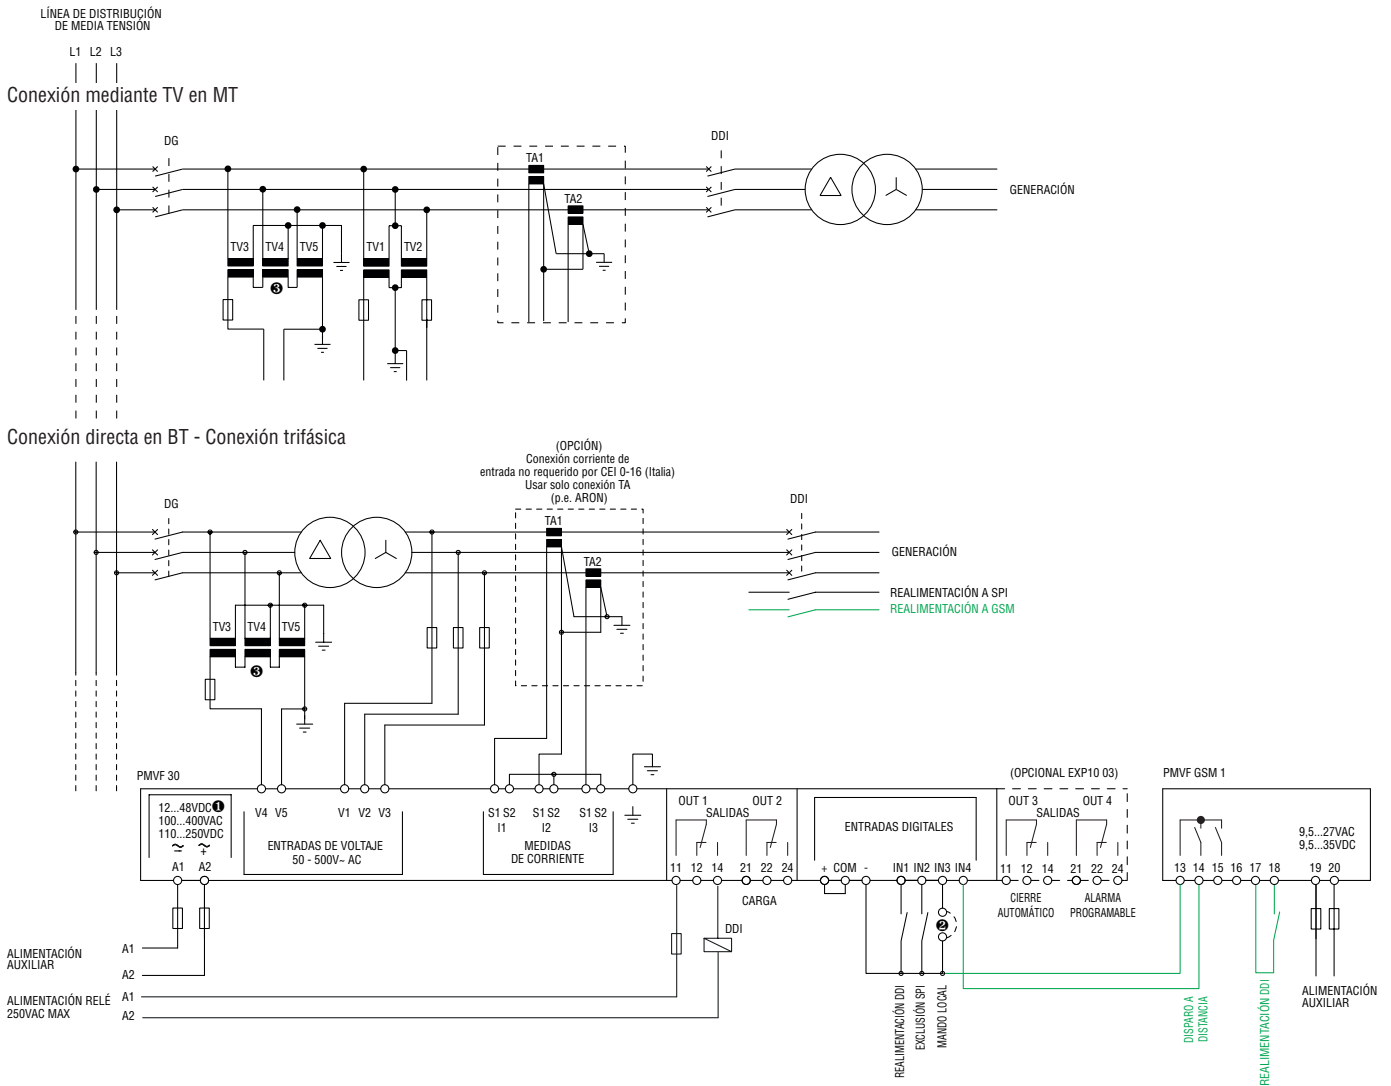 LÍNEA DE DISTRIBUCIÓN
DE MEDIA TENSIÓN
L1 L2 L3
Conexión mediante TV en MT
DG
TA1
TA2
DDI
GENERACIÓN
TV3 TV4 TV5
TV1 TV2
3
Conexión directa en BT - Conexión trifásica
(OPCIÓN)
Conexión corriente de
entrada no requerido por CEI 0-16 (Italia)
Usar solo conexión TA
(p.e. ARON)
DG
TA1
TA2
DDI
GENERACIÓN
REALIMENTACIÓN A SPI
REALIMENTACIÓN A GSM
TV3 TV4 TV5
3
PMVF 30
12...48VDC 1
100...400VAC
110...250VDC
~ ~
− +
A1 A2
V4 V5 V1 V2 V3
ENTRADAS DE VOLTAJE
50 - 500V~ AC
S1 S2 S1 S2 S1 S2
I1 I2 I3
MEDIDAS
DE CORRIENTE
OUT 1 OUT 2
SALIDAS
11 12 14 21 22 24
CARGA
ENTRADAS DIGITALES
+ COM - IN1 IN2 IN3 IN4
(OPCIONAL EXP10 03)
OUT 3 OUT 4
SALIDAS
11 12 14 21 22 24
CIERRE
AUTOMÁTICO
ALARMA
PROGRAMABLE
PMVF GSM 1
9,5...27VAC
9,5...35VDC
13 14 15 16 17 18 19 20
2
DDI
ALIMENTACIÓN
AUXILIAR
A1
A2
ALIMENTACIÓN RELÉ
250VAC MAX
A1
A2
REALIMENTACIÓN DDI
EXCLUSIÓN SPI
MANDO LOCAL
DISPARO A
DISTANCIA
REALIMENTACIÓN DDI
ALIMENTACIÓN
AUXILIAR